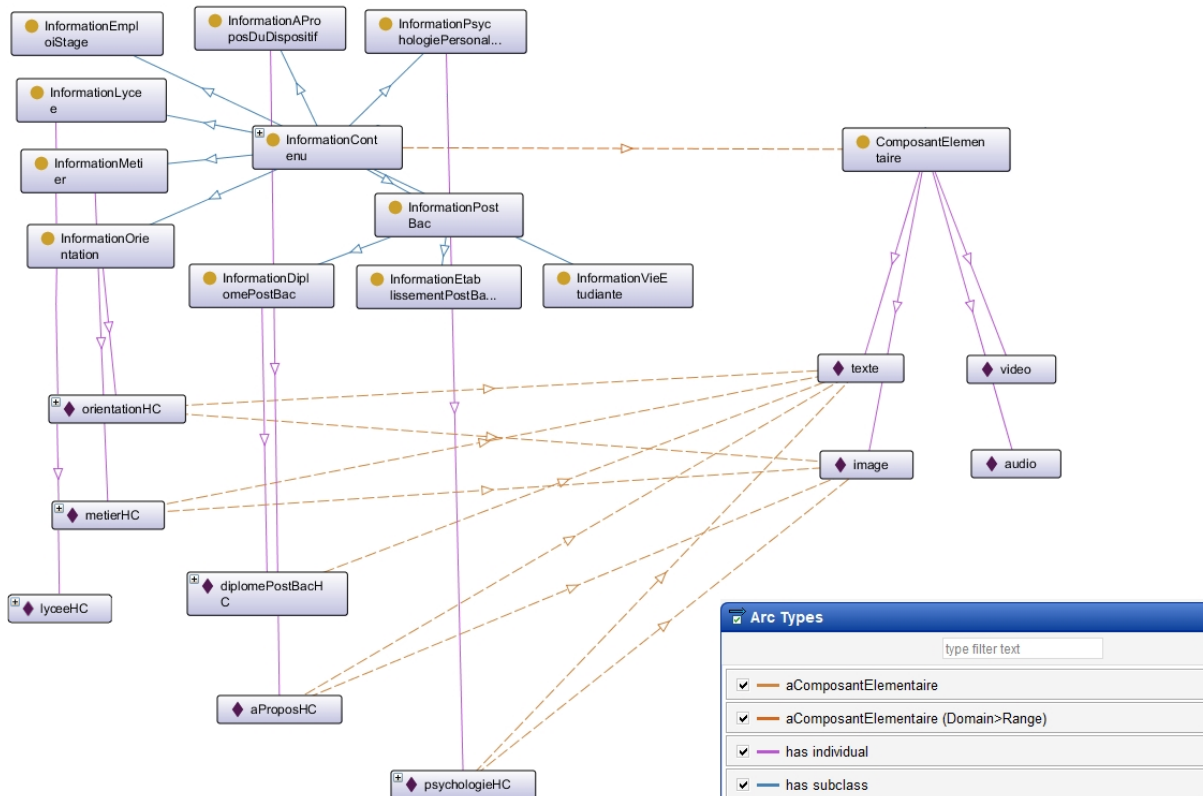 InformationEmpl
oiStage
InformationAPro
posDuDispositif
InformationPsyc
hologiePersonal...
InformationLyce
e
InformationCont
enu
ComposantElemen
taire
InformationMeti
er
InformationPost
Bac
InformationOrie
ntation
InformationDipl
omePostBac
InformationEtab
lissementPostBa...
InformationVieE
tudiante
texte
video
orientationHC
image
audio
metierHC
diplomePostBacH
C
lyceeHC
aProposHC
psychologieHC
Arc Types
type filter text
aComposantElementaire
aComposantElementaire (Domain>Range)
has individual
has subclass